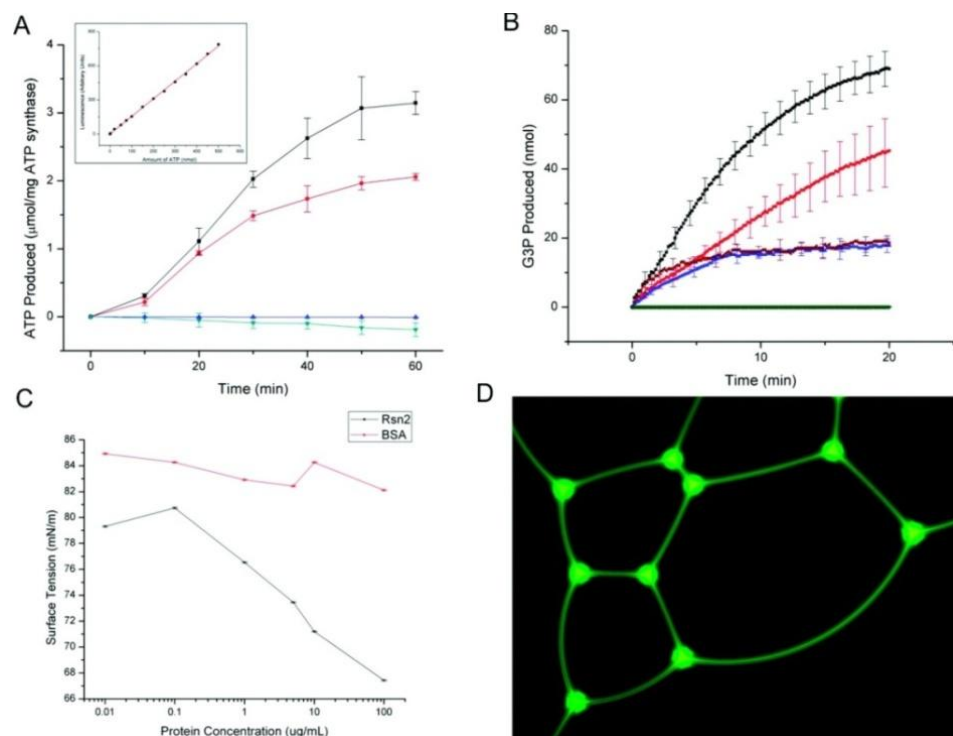 A
4
3
2
1
0
ATP Produced (μmol/mg ATP synthase)
0
20
40
60
Time (min)
Amount of ATP (nmol)
B
80
60
40
20
0
G3P Produced (nmol)
0
10
20
Time (min)
C
Rsn2
BSA
86
84
82
80
78
76
74
72
70
68
66
Surface Tension (mN/m)
0.01
0.1
1
10
100
Protein Concentration (ug/mL)
D